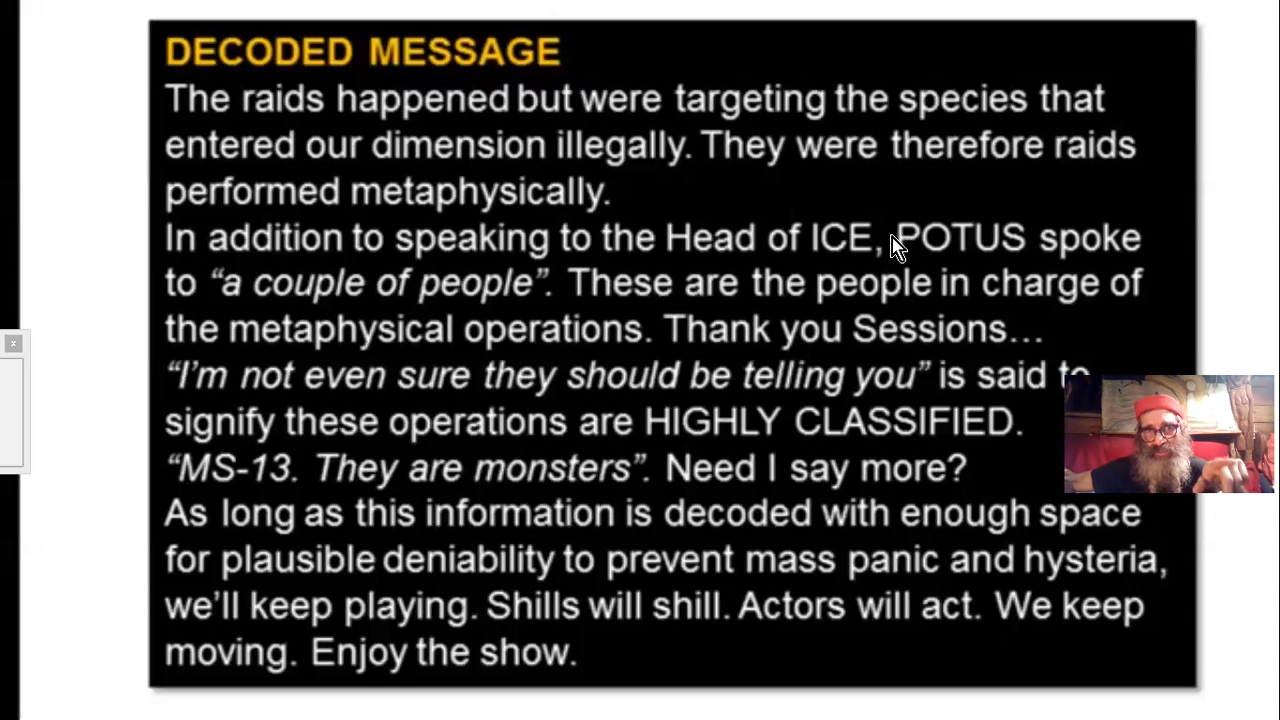 DECODED MESSAGE
The raids happened but were targeting the species that
entered our dimension illegally. They were therefore raids
performed metaphysically.
In addition to speaking to the Head of ICE, POTUS spoke
to “a couple of people”. These are the people in charge of
the metaphysical operations. Thank you Sessions…
“I’m not even sure they should be telling you” is said to
signify these operations are HIGHLY CLASSIFIED.
“MS-13. They are monsters”. Need I say more?
As long as this information is decoded with enough space
for plausible deniability to prevent mass panic and hysteria,
we’ll keep playing. Shills will shill. Actors will act. We keep
moving. Enjoy the show.